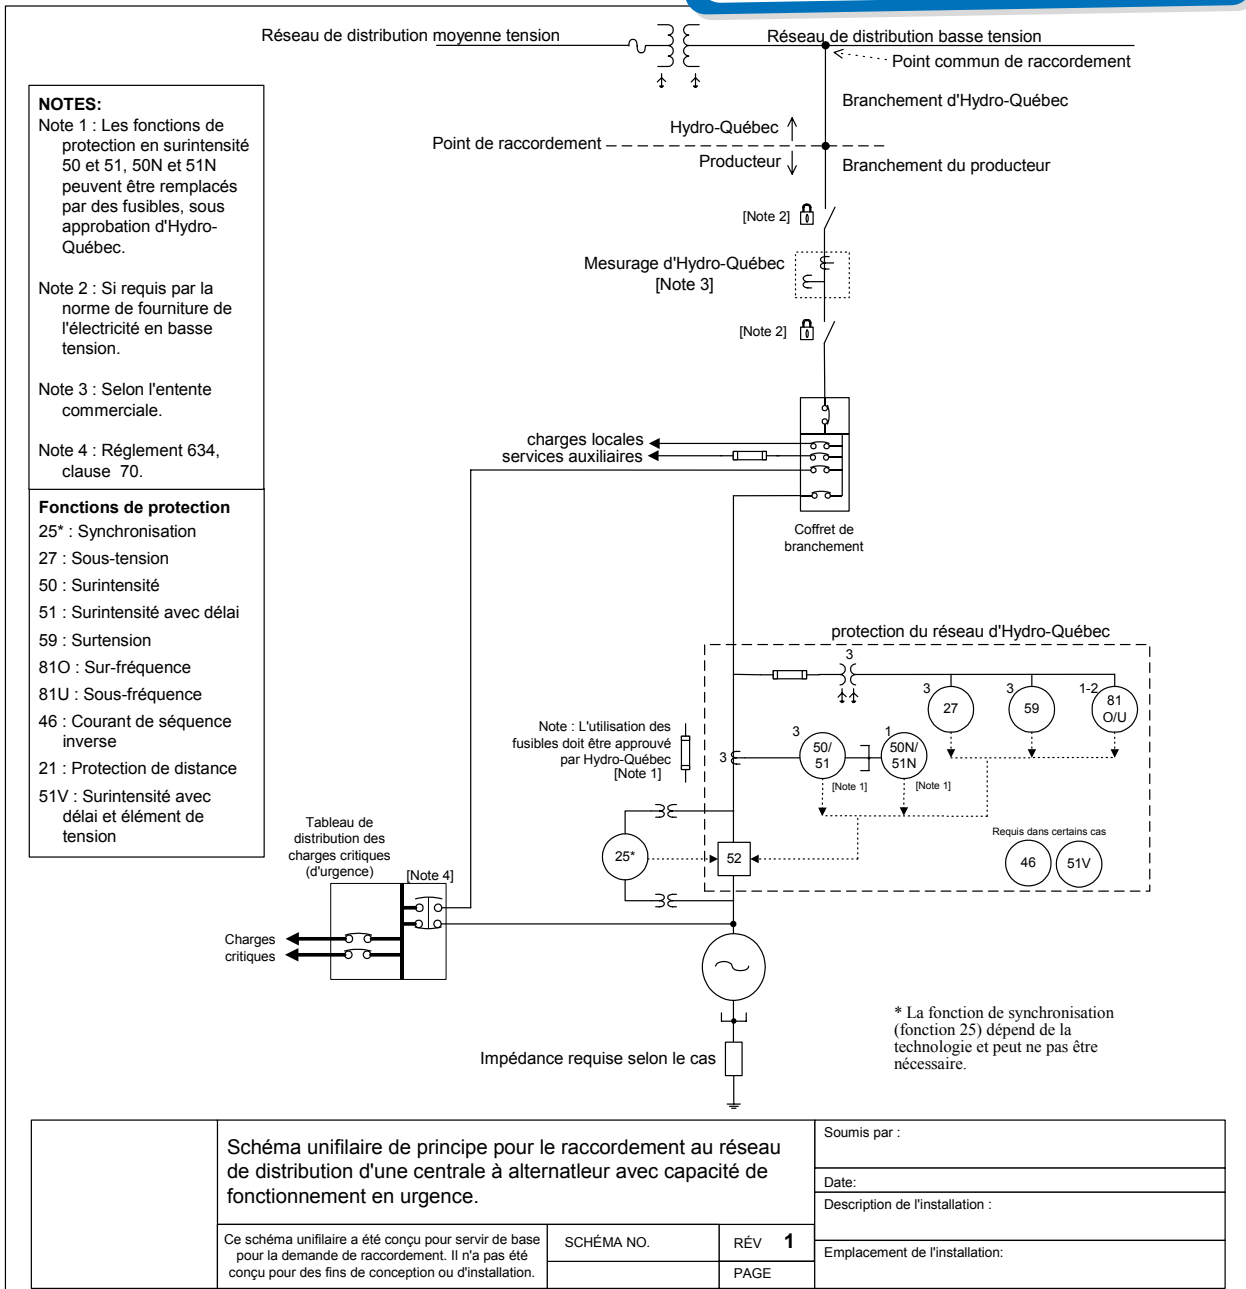 Réseau de distribution moyenne tension
Réseau de distribution basse tension
Point commun de raccordement
Branchement d'Hydro-Québec
Hydro-Québec
Point de raccordement
Producteur
Branchement du producteur
NOTES:
Note 1 : Les fonctions de
protection en surintensité
50 et 51, 50N et 51N
peuvent être remplacés
par des fusibles, sous
approbation d'Hydro-
Québec.
Note 2 : Si requis par la
norme de fourniture de
l'électricité en basse
tension.
Note 3 : Selon l'entente
commerciale.
Note 4 : Réglement 634,
clause 70.
Fonctions de protection
25* : Synchronisation
27 : Sous-tension
50 : Surintensité
51 : Surintensité avec délai
59 : Surtension
81O : Sur-fréquence
81U : Sous-fréquence
46 : Courant de séquence
inverse
21 : Protection de distance
51V : Surintensité avec
délai et élément de
tension
[Note 2]
Mesurage d'Hydro-Québec
[Note 3]
[Note 2]
charges locales
services auxiliaires
Coffret de
branchement
protection du réseau d'Hydro-Québec
3
3
27
3
59
1-2
81
O/U
Note : L'utilisation des
fusibles doit être approuvé
par Hydro-Québec
[Note 1]
3
3
50/
51
[Note 1]
1
50N/
51N
[Note 1]
Requis dans certains cas
46
51V
25*
52
Tableau de
distribution des
charges critiques
(d'urgence)
[Note 4]
Charges
critiques
Impédance requise selon le cas
* La fonction de synchronisation
(fonction 25) dépend de la
technologie et peut ne pas être
nécessaire.
Schéma unifilaire de principe pour le raccordement au réseau
de distribution d'une centrale à alternatleur avec capacité de
fonctionnement en urgence.
Ce schéma unifilaire a été conçu pour servir de base
pour la demande de raccordement. Il n'a pas été
conçu pour des fins de conception ou d'installation.
SCHÉMA NO.
RÉV 1
PAGE
Soumis par :
Date:
Description de l'installation :
Emplacement de l'installation: